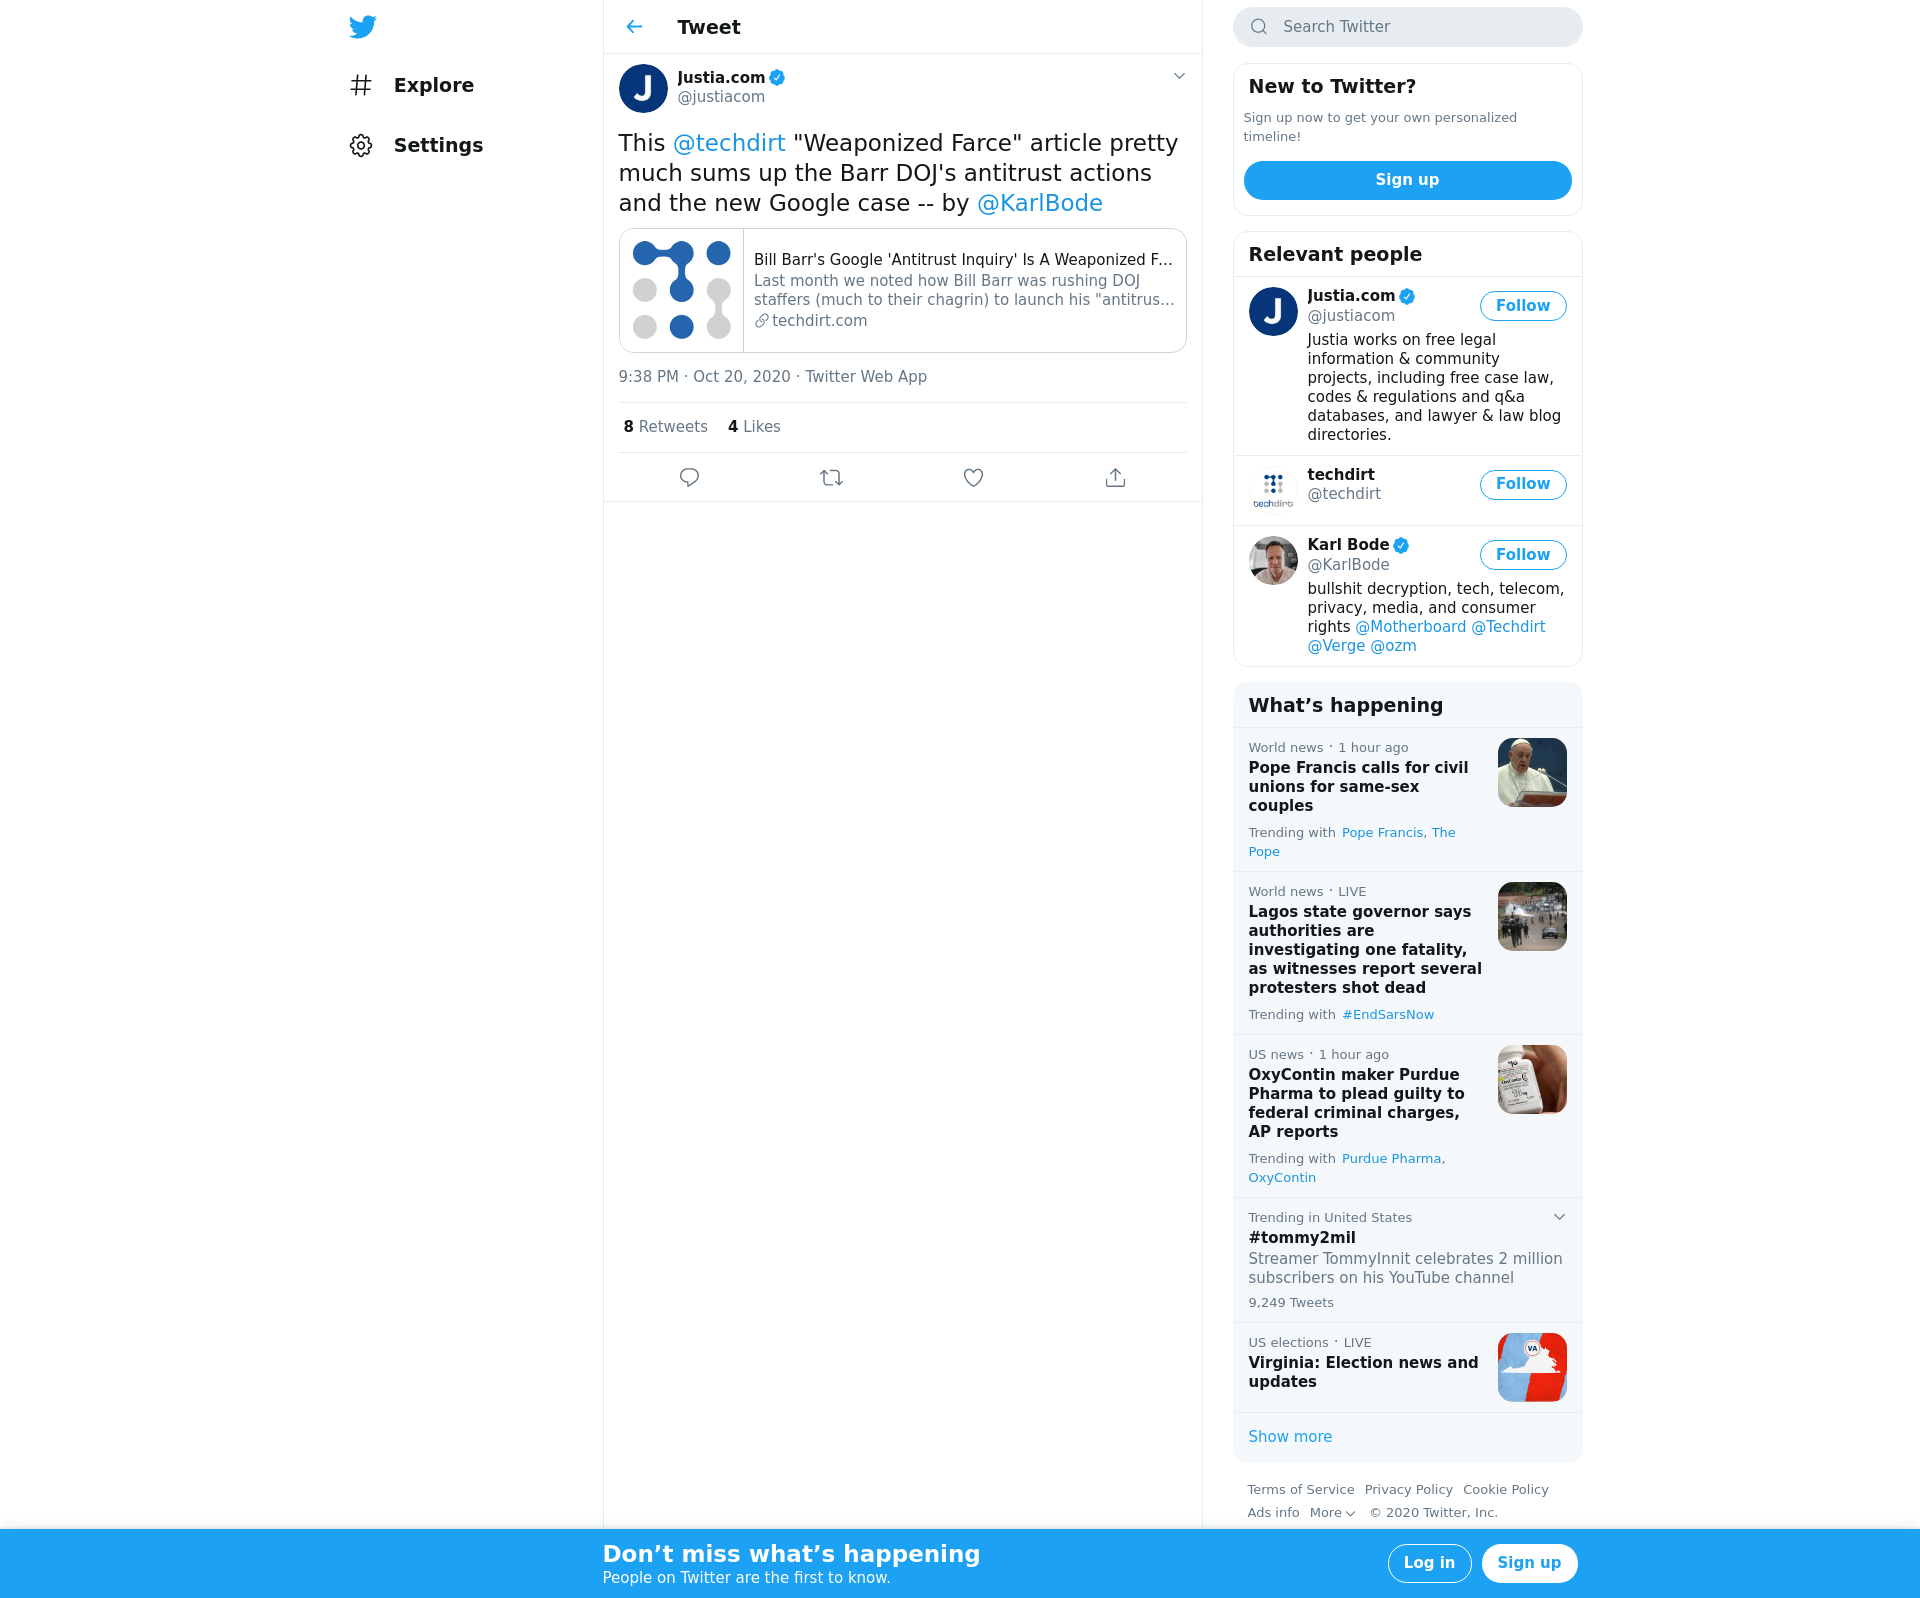 Explore
Settings
Tweet
Justia.com
@justiacom
This @techdirt "Weaponized Farce" article pretty
much sums up the Barr DOJ's antitrust actions
and the new Google case -- by @KarlBode
Bill Barr's Google 'Antitrust Inquiry' Is A Weaponized F...
Last month we noted how Bill Barr was rushing DOJ
staffers (much to their chagrin) to launch his "antitrus...
techdirt.com
9:38 PM · Oct 20, 2020 · Twitter Web App
8 Retweets 4 Likes
Search Twitter
New to Twitter?
Sign up now to get your own personalized
timeline!
Sign up
Relevant people
Justia.com
@justiacom
Follow
Justia works on free legal
information & community
projects, including free case law,
codes & regulations and q&a
databases, and lawyer & law blog
directories.
techdirt
techdirt
@techdirt
Follow
Karl Bode
@KarlBode
Follow
bullshit decryption, tech, telecom,
privacy, media, and consumer
rights @Motherboard @Techdirt
@Verge @ozm
What’s happening
World news · 1 hour ago
Pope Francis calls for civil
unions for same-sex
couples
Trending with Pope Francis, The
Pope
World news · LIVE
Lagos state governor says
authorities are
investigating one fatality,
as witnesses report several
protesters shot dead
Trending with #EndSarsNow
US news · 1 hour ago
OxyContin maker Purdue
Pharma to plead guilty to
federal criminal charges,
AP reports
Trending with Purdue Pharma,
OxyContin
Trending in United States
#tommy2mil
Streamer TommyInnit celebrates 2 million
subscribers on his YouTube channel
9,249 Tweets
US elections · LIVE
Virginia: Election news and
updates
VA
Show more
Terms of Service Privacy Policy Cookie Policy
Ads info More © 2020 Twitter, Inc.
Don’t miss what’s happening
People on Twitter are the first to know.
Log in
Sign up